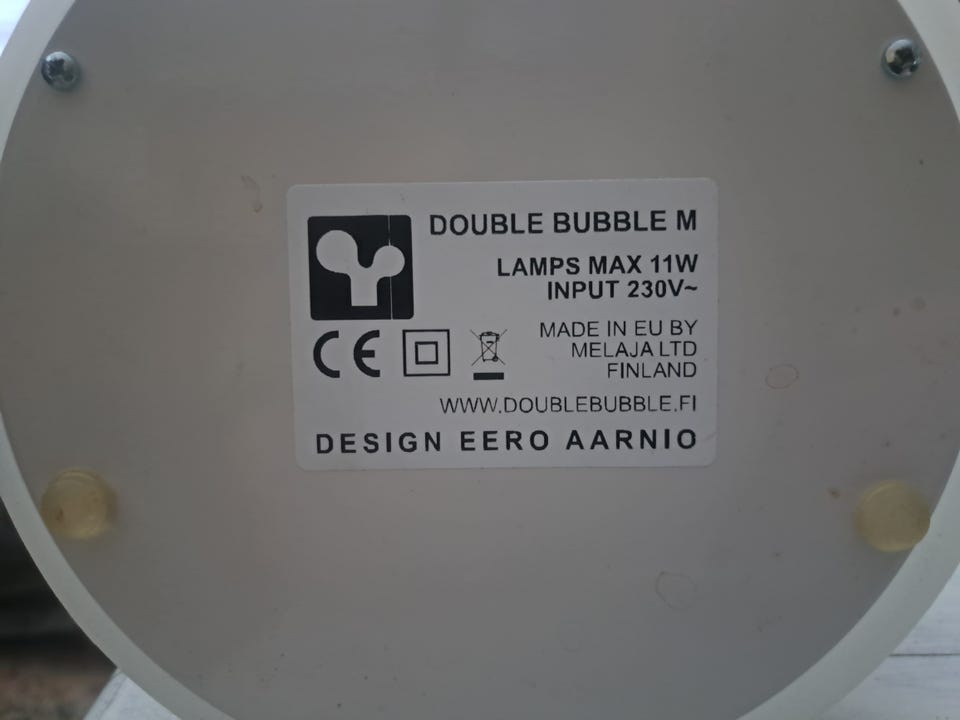 DOUBLE BUBBLE M
LAMPS MAX 11W
INPUT 230V~
MADE IN EU BY
MELAJA LTD
FINLAND
CE
WWW.DOUBLEBUBBLE.FI
DESIGN EERO AARNIO